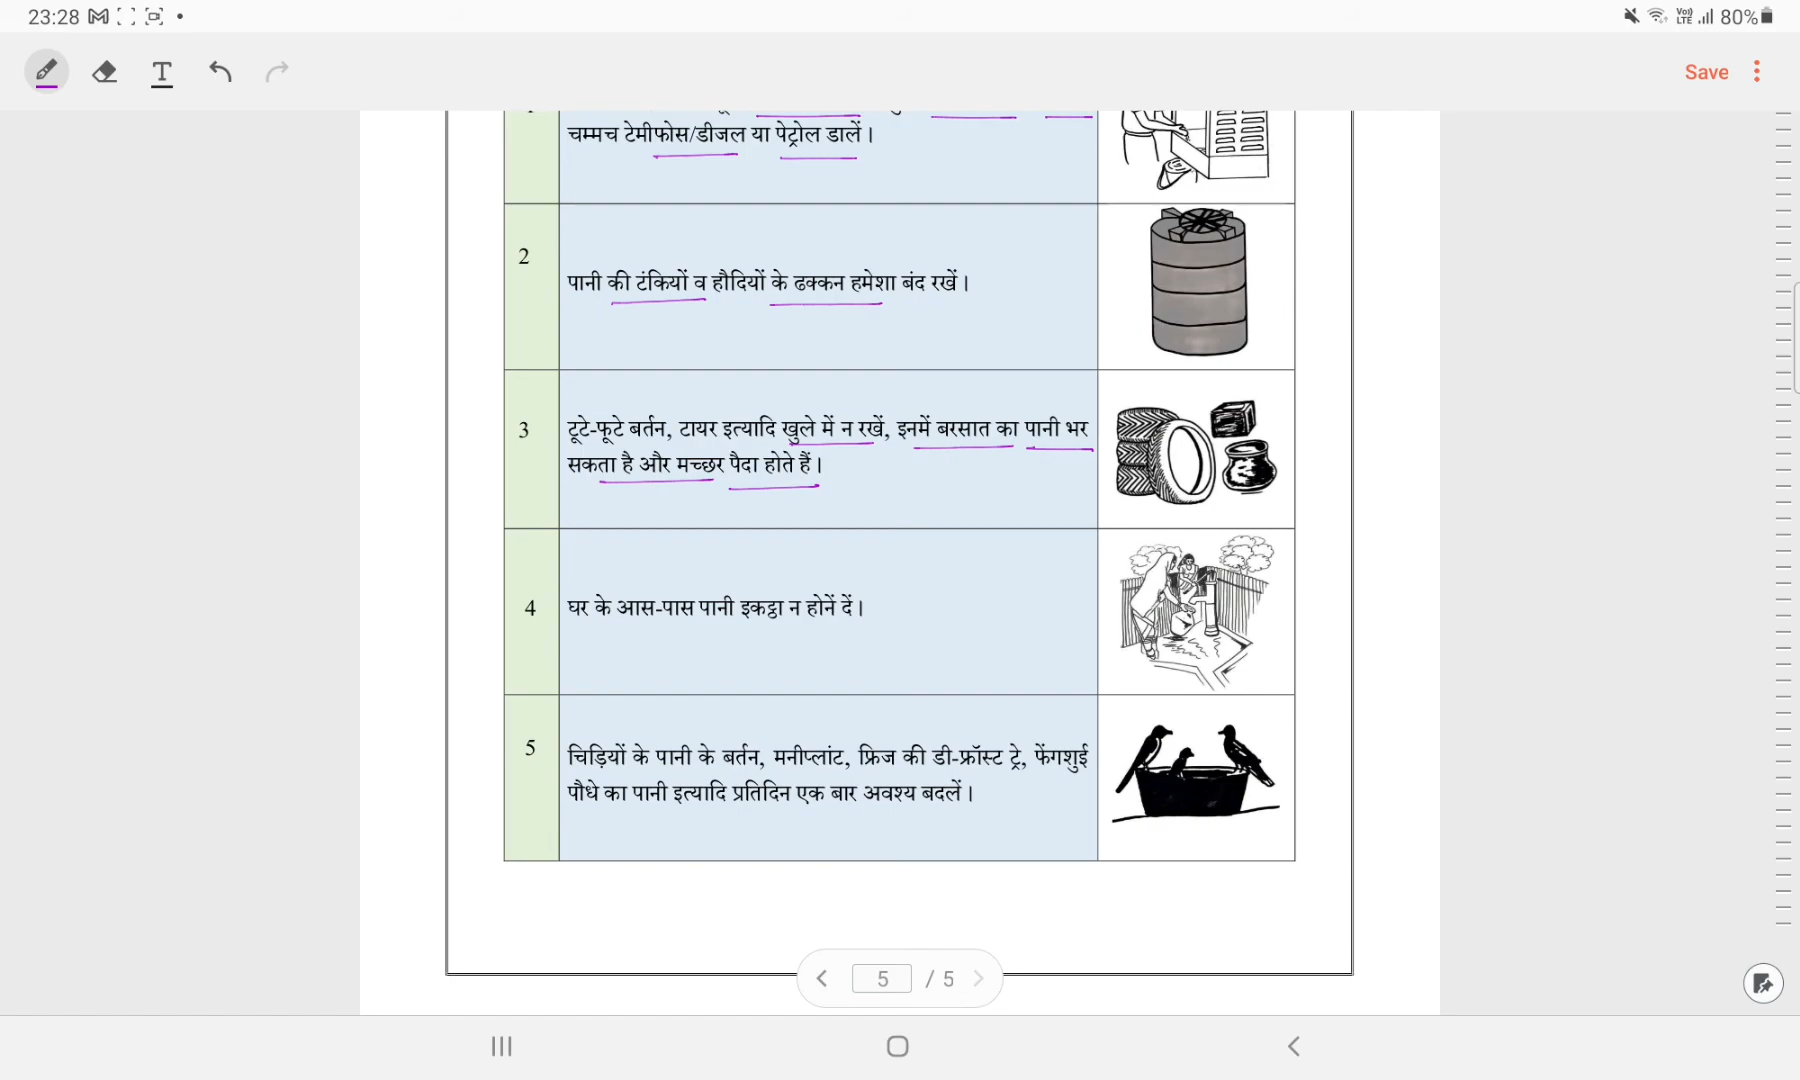 23:28
80%
Save
चम्मच टेमीफोस/डीजल या पेट्रोल डालें।
2
पानी की टंकियों व हौदियों के ढक्कन हमेशा बंद रखें।
3
टूटे-फूटे बर्तन, टायर इत्यादि खुले में न रखें, इनमें बरसात का पानी भर
सकता है और मच्छर पैदा होते हैं।
4
घर के आस-पास पानी इकट्ठा न होनें दें।
5
चिड़ियों के पानी के बर्तन, मनीप्लांट, फ्रिज की डी-फ्रॉस्ट ट्रे, फेंगशुई
पौधे का पानी इत्यादि प्रतिदिन एक बार अवश्य बदलें।
5 / 5